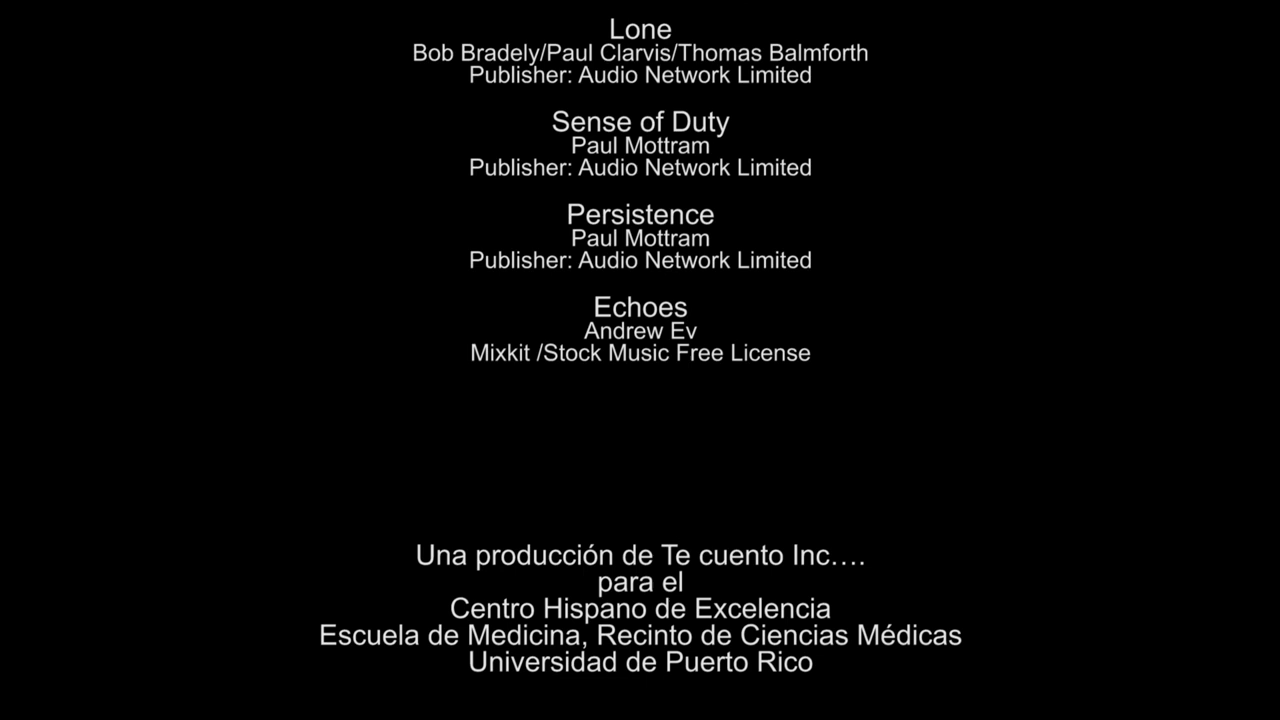 Lone
Bob Bradely/Paul Clarvis/Thomas Balmforth
Publisher: Audio Network Limited
Sense of Duty
Paul Mottram
Publisher: Audio Network Limited
Persistence
Paul Mottram
Publisher: Audio Network Limited
Echoes
Andrew Ev
Mixkit /Stock Music Free License
Una producción de Te cuento Inc....
para el
Centro Hispano de Excelencia
Escuela de Medicina, Recinto de Ciencias Médicas
Universidad de Puerto Rico